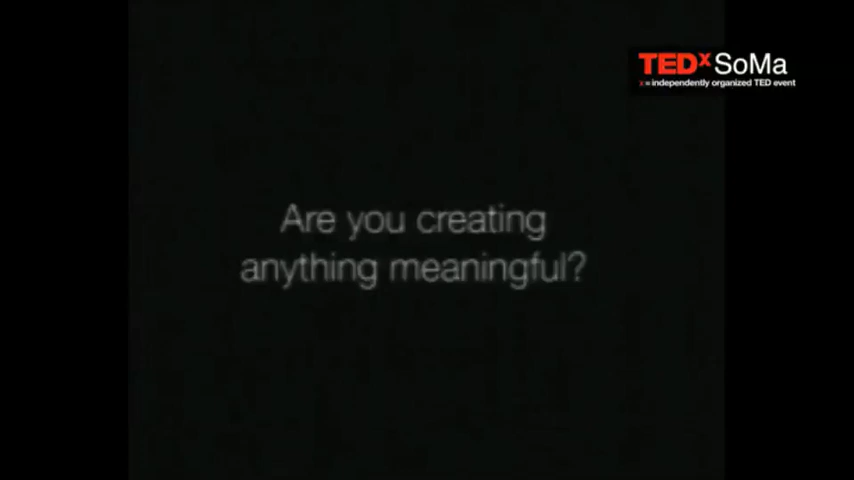 TEDxSoMa
x = independently organized TED event
Are you creating
anything meaningful?